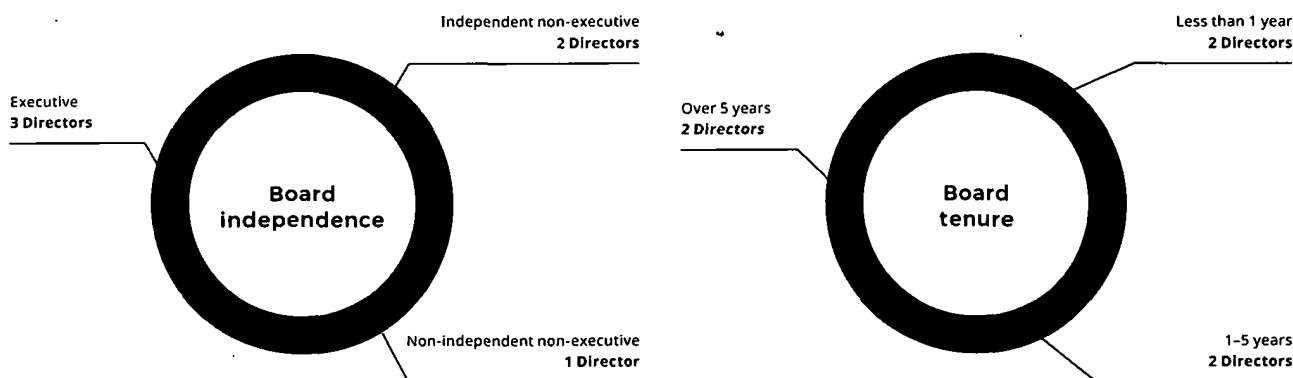 Independent non-executive
2 Directors
Executive
3 Directors
Board
independence
Non-independent non-executive
1 Director
Less than 1 year
2 Directors
Over 5 years
2 Directors
Board
tenure
1–5 years
2 Directors